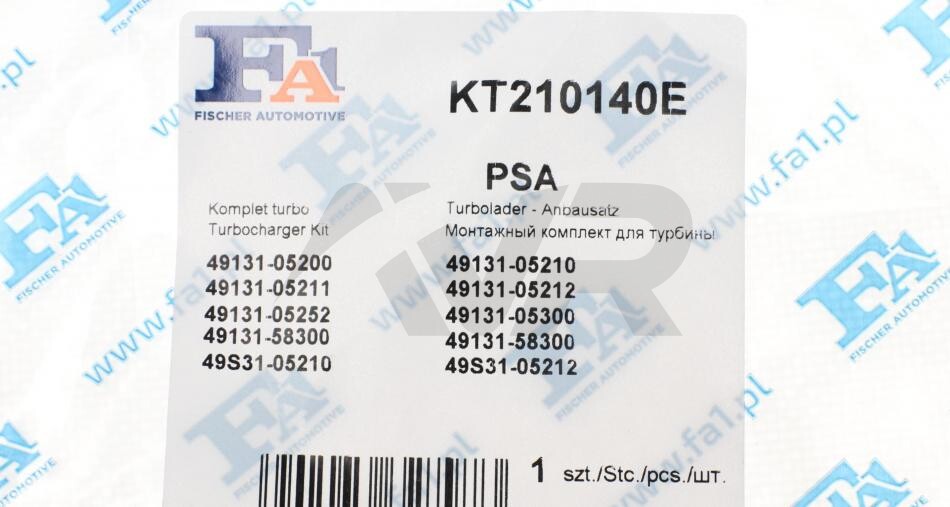 FA1
FISCHER AUTOMOTIVE
KT210140E
PSA
Komplet turbo
Turbocharger Kit
Turbolader - Anbausatz
Монтажный комплект для турбины
49131-05200
49131-05211
49131-05252
49131-58300
49S31-05210
49131-05210
49131-05212
49131-05300
49131-58300
49S31-05212
1 szt./Stc./pcs./шт.
www.fa1.pl